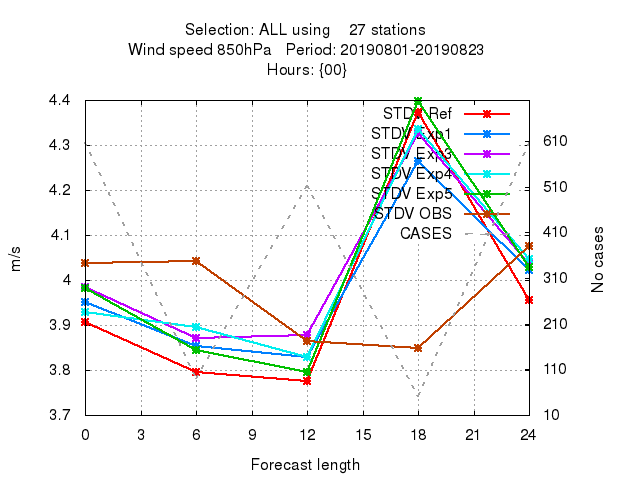 Selection: ALL using    27 stations
Wind speed 850hPa   Period: 20190801-20190823
Hours: {00}
4.4
4.3
4.2
4.1
4
3.9
3.8
3.7
m/s
STDV Ref
STDV Exp1
STDV Exp3
STDV Exp4
STDV Exp5
STDV OBS
CASES
610
510
410
310
210
110
10
No cases
0 3 6 9 12 15 18 21 24
Forecast length